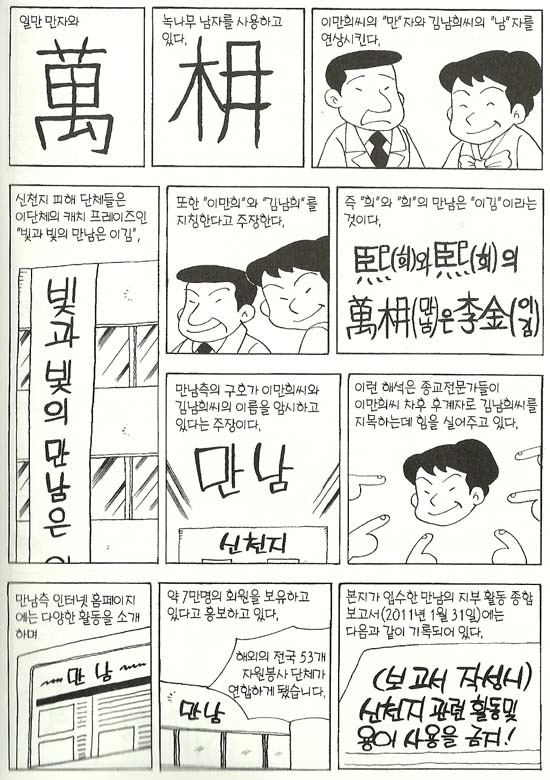 일만 만자와
萬
녹나무 남자를 사용하고
있다.
枏
이만희씨의 "만"자와 김남희씨의 "남"자를
연상시킨다.
신천지 피해 단체들은
이단체의 캐치 프레이즈인
"빛과 빛의 만남은 이김",
빛과 빛의 만남은
또한 "이만희"와 "김남희"를
지칭한다고 주장한다.
즉 "희"와 "희"의 만남은 "이김"이라는
것이다.
熙(희)와 熙(희)의
萬枏(만남)은 李金(이김)
만남측의 구호가 이만희씨와
김남희씨의 이름을 암시하고
있다는 주장이다.
만남
신천지
이런 해석은 종교전문가들이
이만희씨 차후 후계자로 김남희씨를
지목하는데 힘을 실어주고 있다.
만남측 인터넷 홈페이지
에는 다양한 활동을 소개
하며
만남
약 7만명의 회원을 보유하고
있다고 홍보하고 있다.
해외의 전국 53개
자원봉사 단체가
연합하게 됐습니다.
만남
본지가 입수한 만남의 지부 활동 종합
보고서(2011년 1월 31일)에는
다음과 같이 기록되어 있다.
(보고서 작성시)
신천지 관련 활동및
용어 사용을 금지!